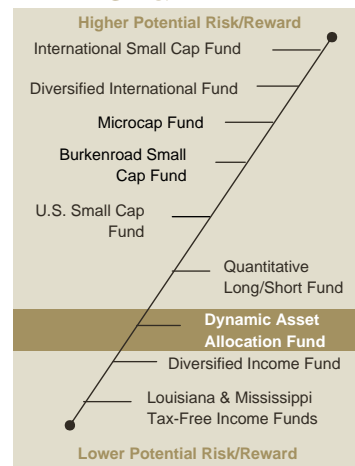 Higher Potential Risk/Reward
International Small Cap Fund
Diversified International Fund
Microcap Fund
Burkenroad Small
Cap Fund
U.S. Small Cap
Fund
Quantitative
Long/Short Fund
Dynamic Asset
Allocation Fund
Diversified Income Fund
Louisiana & Mississippi
Tax-Free Income Funds
Lower Potential Risk/Reward